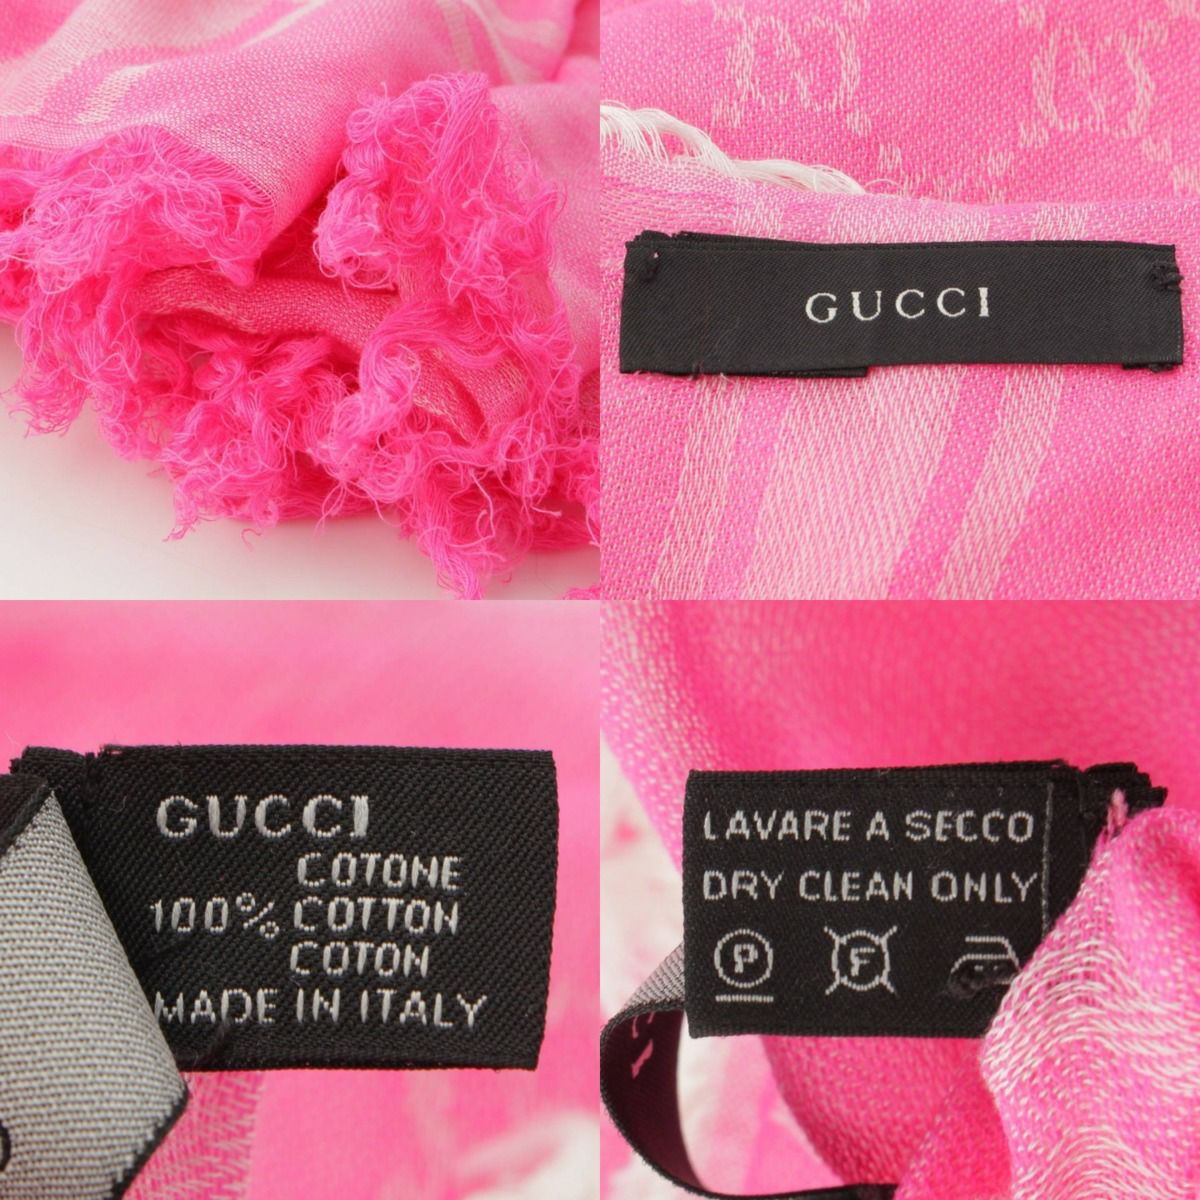 GUCCI
GUCCI
COTONE
100% COTTON
COTON
MADE IN ITALY
LAVARE A SECCO
DRY CLEAN ONLY
P F